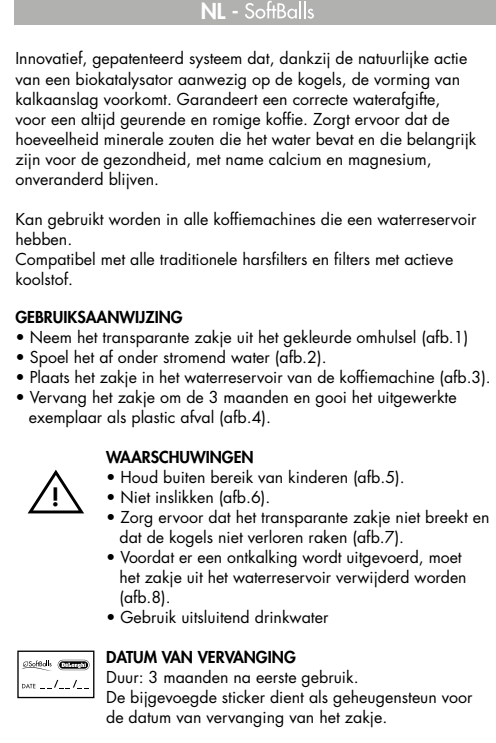 NL - SoftBalls
Innovatief, gepatenteerd systeem dat, dankzij de natuurlijke actie
van een biokatalysator aanwezig op de kogels, de vorming van
kalkaanslag voorkomt. Garandeert een correcte waterafgifte,
voor een altijd geurende en romige koffie. Zorgt ervoor dat de
hoeveelheid minerale zouten die het water bevat en die belangrijk
zijn voor de gezondheid, met name calcium en magnesium,
onveranderd blijven.
Kan gebruikt worden in alle koffiemachines die een waterreservoir
hebben.
Compatibel met alle traditionele harsfilters en filters met actieve
koolstof.
GEBRUIKSAANWIJZING
• Neem het transparante zakje uit het gekleurde omhulsel (afb.1)
• Spoel het af onder stromend water (afb.2).
• Plaats het zakje in het waterreservoir van de koffiemachine (afb.3).
• Vervang het zakje om de 3 maanden en gooi het uitgewerkte
exemplaar als plastic afval (afb.4).
WAARSCHUWINGEN
• Houd buiten bereik van kinderen (afb.5).
• Niet inslikken (afb.6).
• Zorg ervoor dat het transparante zakje niet breekt en
dat de kogels niet verloren raken (afb.7).
• Voordat er een ontkalking wordt uitgevoerd, moet
het zakje uit het waterreservoir verwijderd worden
(afb.8).
• Gebruik uitsluitend drinkwater
!
SoftBalls DeLonghi
DATE __/__/__
DATUM VAN VERVANGING
Duur: 3 maanden na eerste gebruik.
De bijgevoegde sticker dient als geheugensteun voor
de datum van vervanging van het zakje.